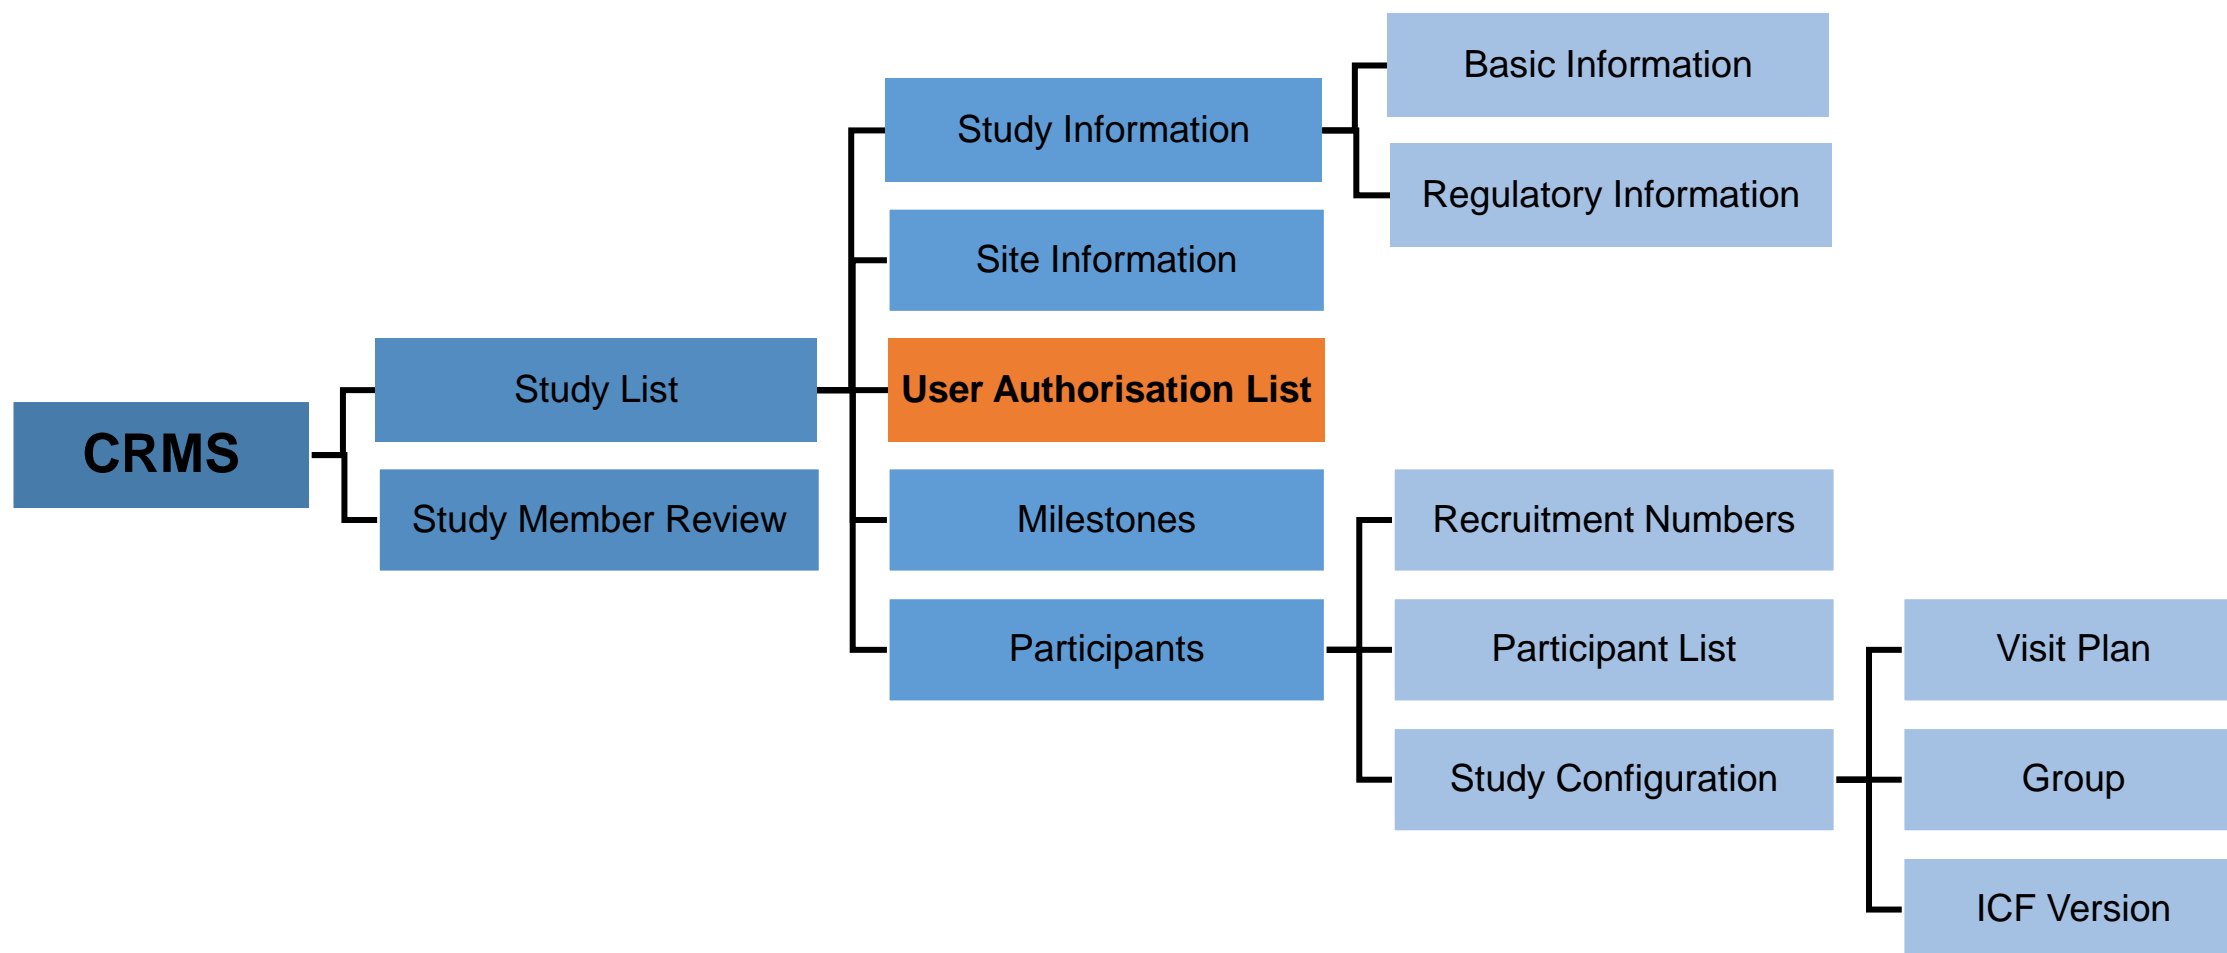 CRMS
Study List
Study Member Review
Study Information
Site Information
User Authorisation List
Milestones
Participants
Basic Information
Regulatory Information
Recruitment Numbers
Participant List
Study Configuration
Visit Plan
Group
ICF Version